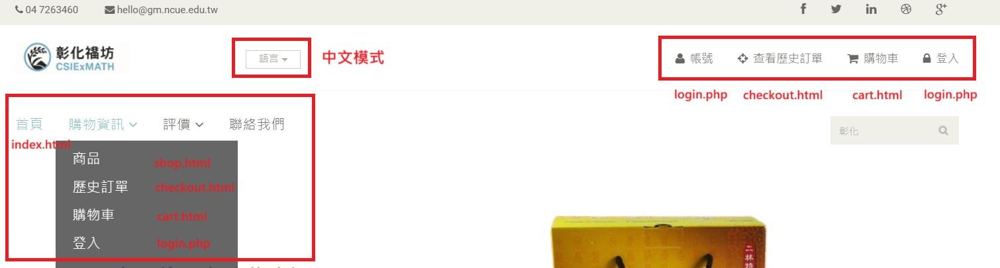 04 7263460
hello@gm.ncue.edu.tw
彰化福坊
CSIExMATH
語言
中文模式
帳號
查看歷史訂單
購物車
登入
login.php
checkout.html
cart.html
login.php
首頁
購物資訊
評價
聯絡我們
index.html
彰化
商品
shop.html
歷史訂單
checkout.html
購物車
cart.html
登入
login.php
二林特